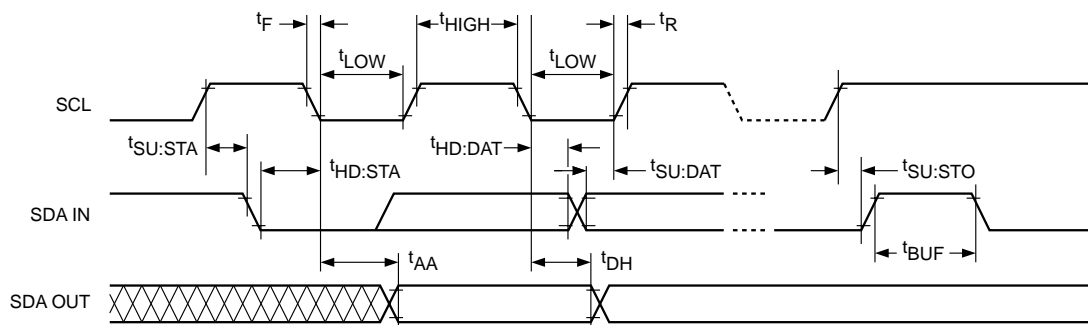 tF
tHIGH
tR
tLOW
tLOW
SCL
tSU:STA
tHD:STA
tHD:DAT
tSU:DAT
tSU:STO
SDA IN
tBUF
tAA
tDH
SDA OUT